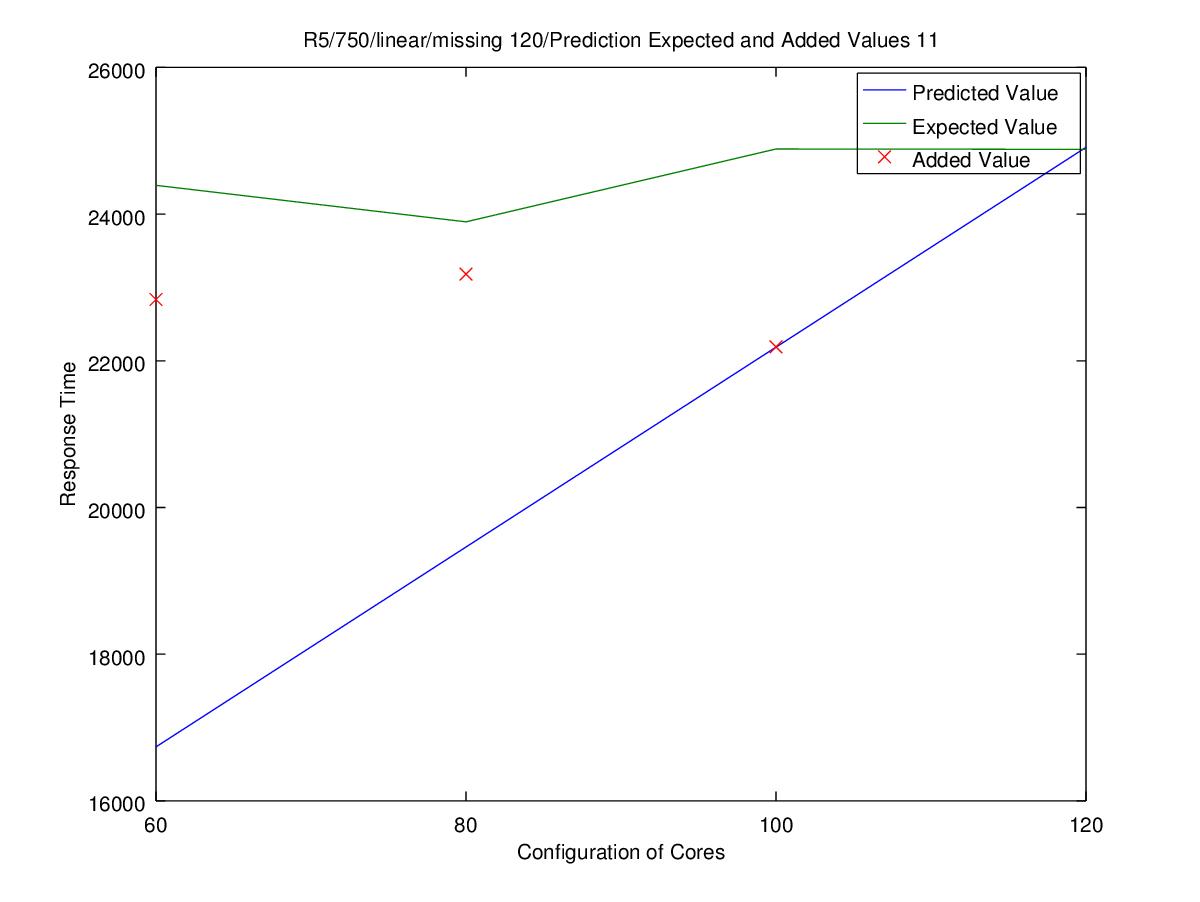 R5/750/linear/missing 120/Prediction Expected and Added Values 11
26000
24000
22000
20000
18000
16000
Response Time
Predicted Value
Expected Value
Added Value
60
80
100
120
Configuration of Cores